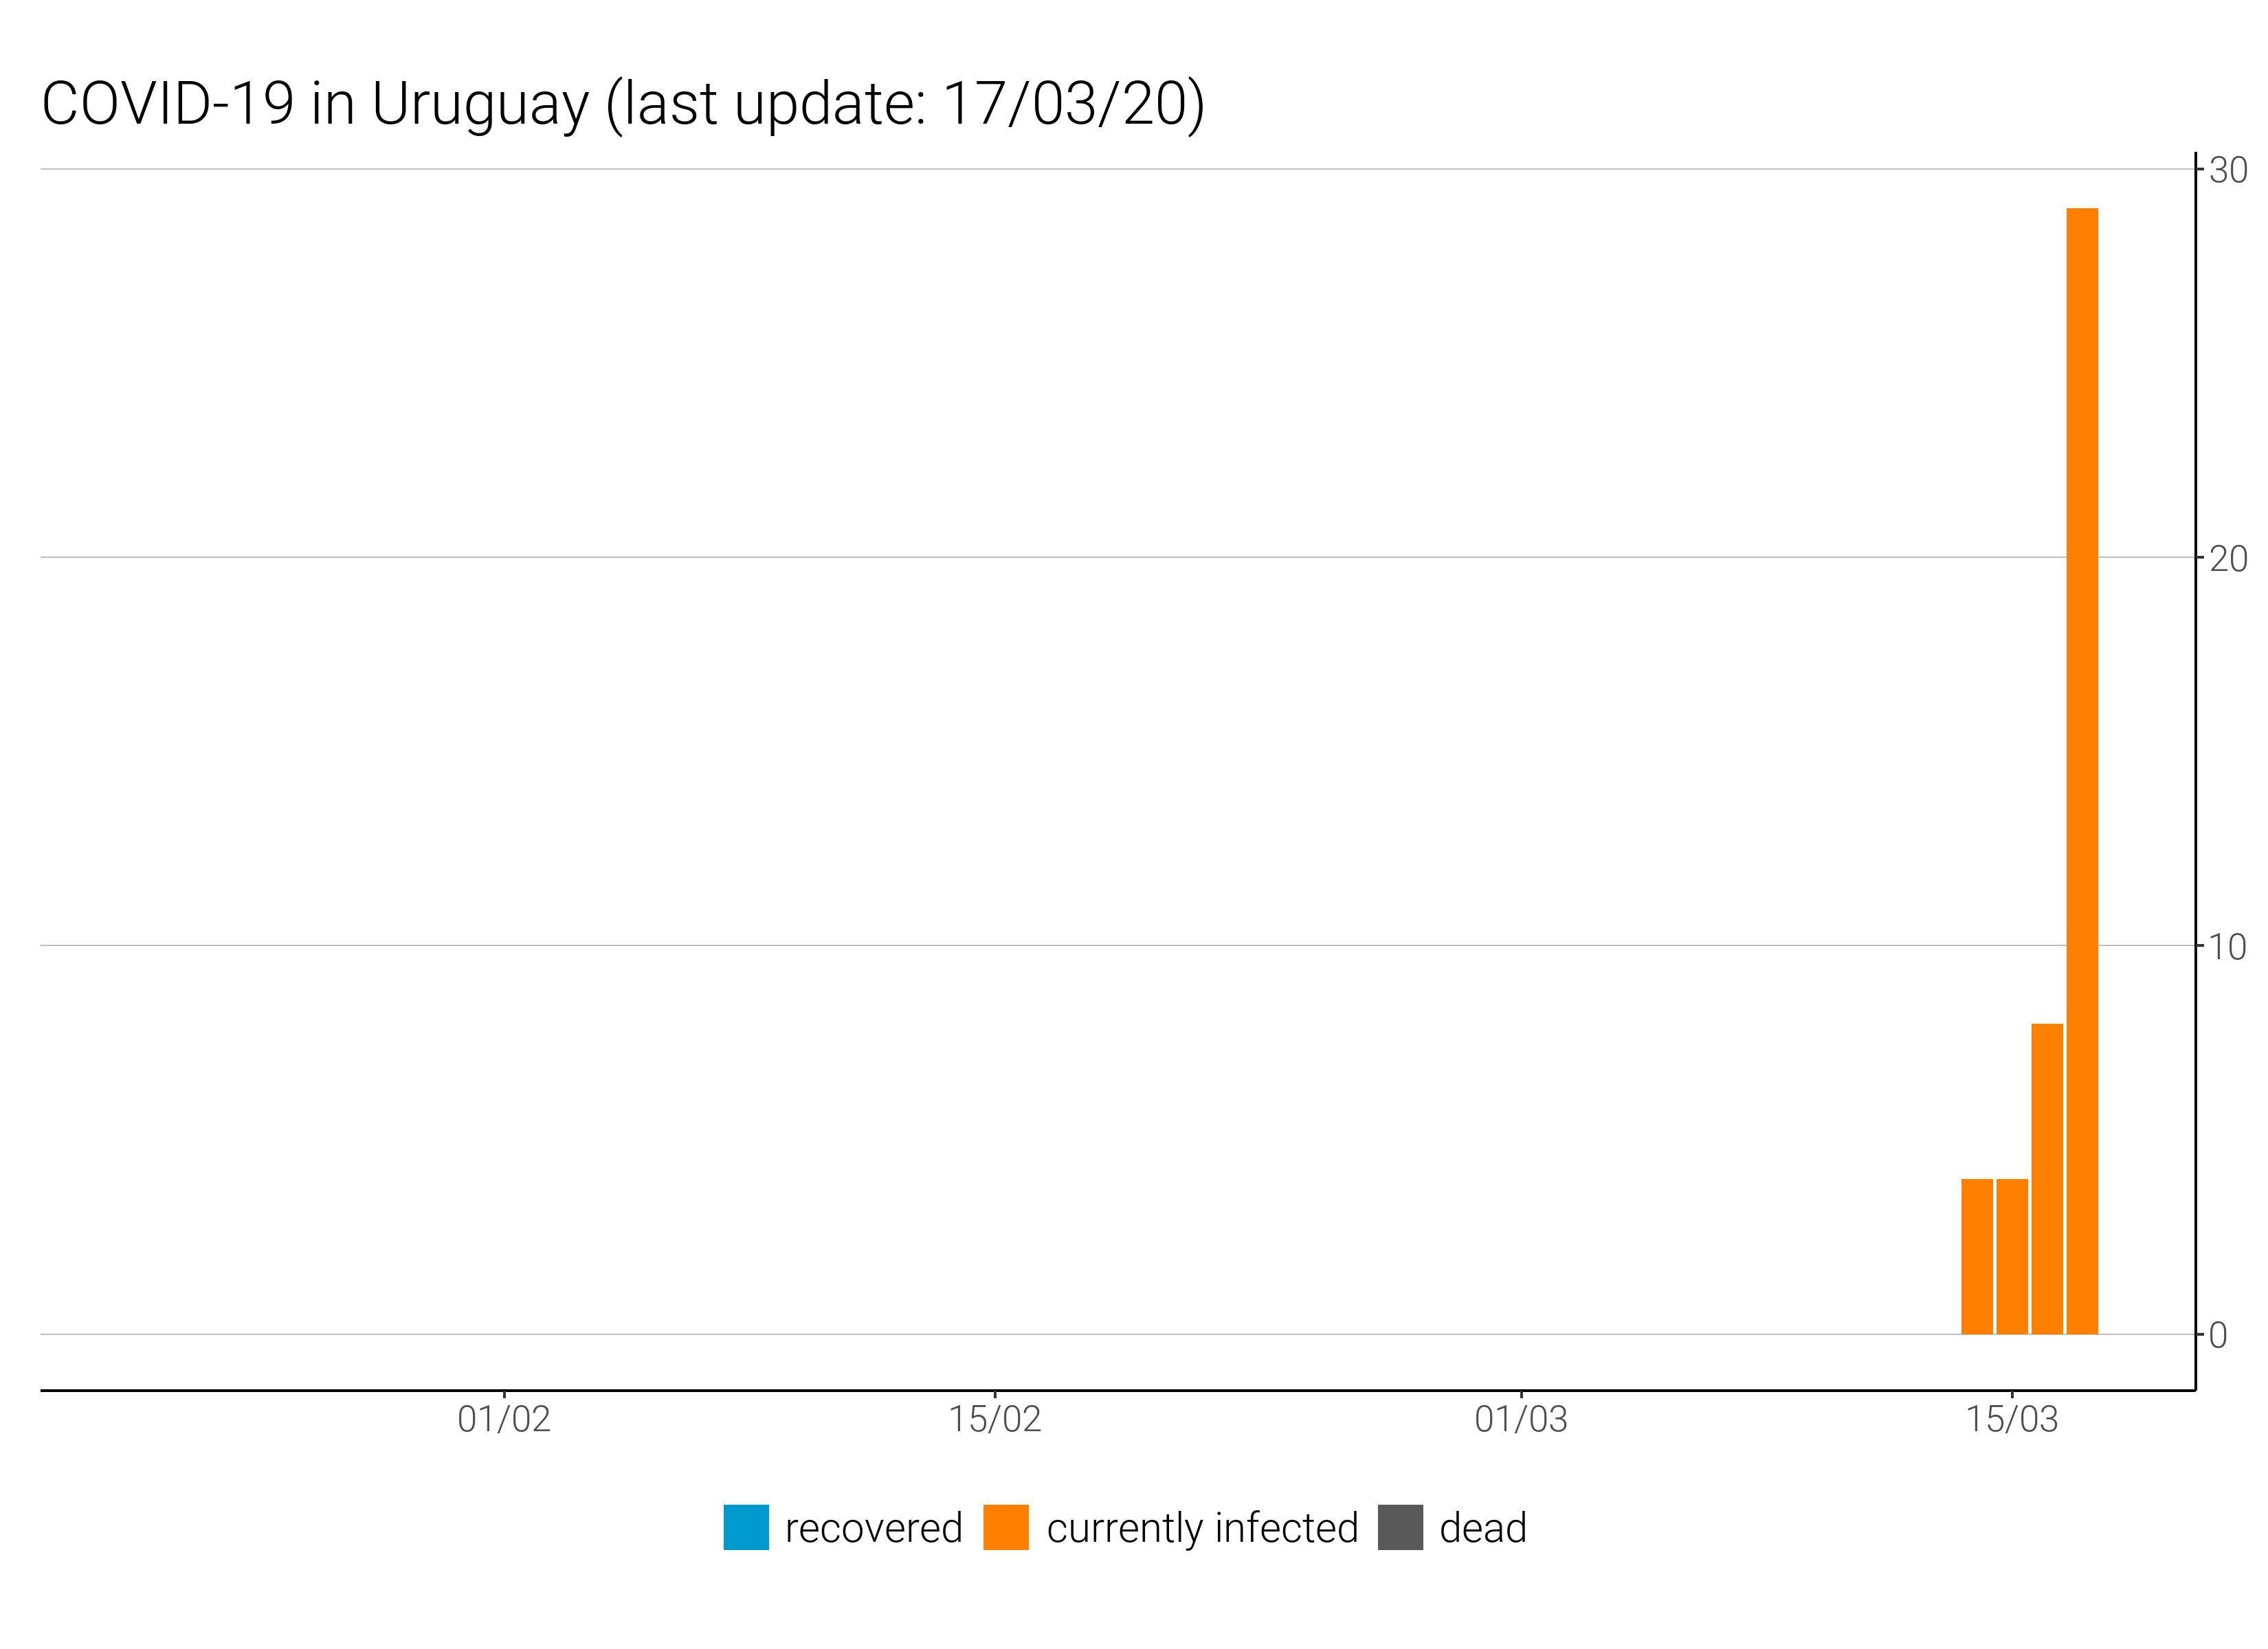 COVID-19 in Uruguay (last update: 17/03/20)
30
20
10
0
01/02 15/02 01/03 15/03
recovered currently infected dead